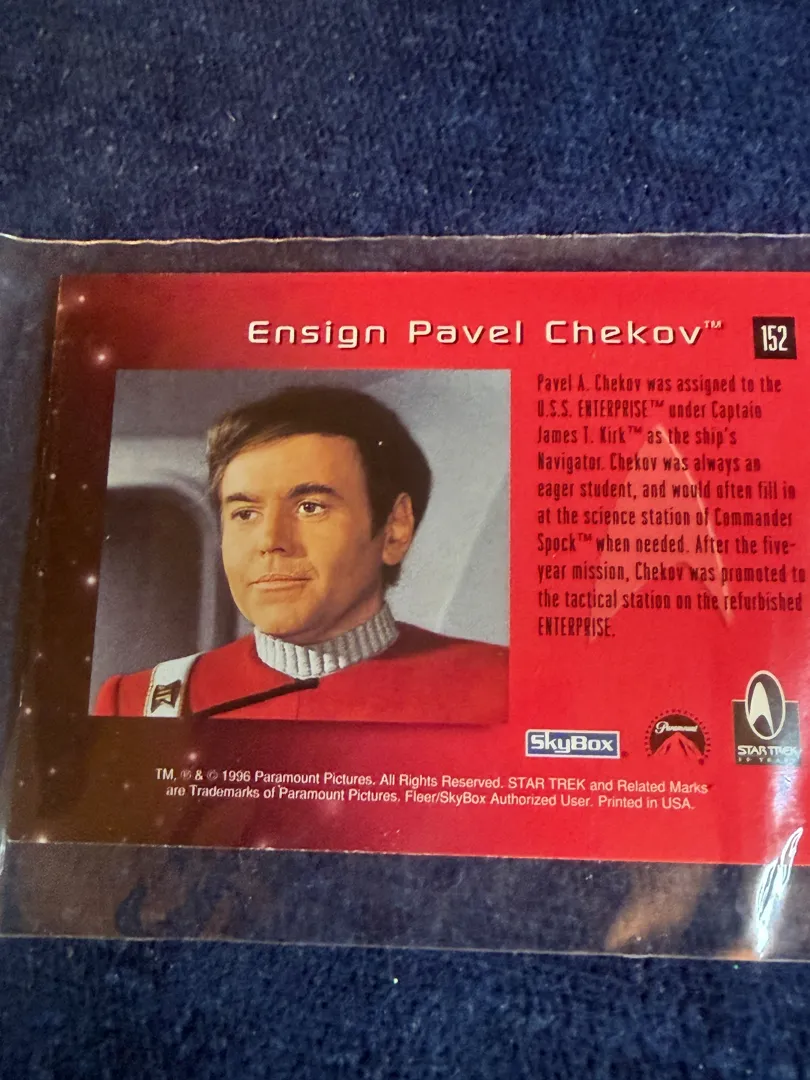 Ensign Pavel Chekov™
152
Pavel A. Chekov was assigned to the
U.S.S. ENTERPRISE™ under Captain
James T. Kirk™ as the ship's
Navigator. Chekov was always an
eager student, and would often fill in
at the science station of Commander
Spock™ when needed. After the five-
year mission, Chekov was promoted to
the tactical station on the refurbished
ENTERPRISE.
SkyBox
Paramount
STAR TREK
30 YEARS
TM, ® & © 1996 Paramount Pictures. All Rights Reserved. STAR TREK and Related Marks
are Trademarks of Paramount Pictures. Fleer/SkyBox Authorized User. Printed in USA.